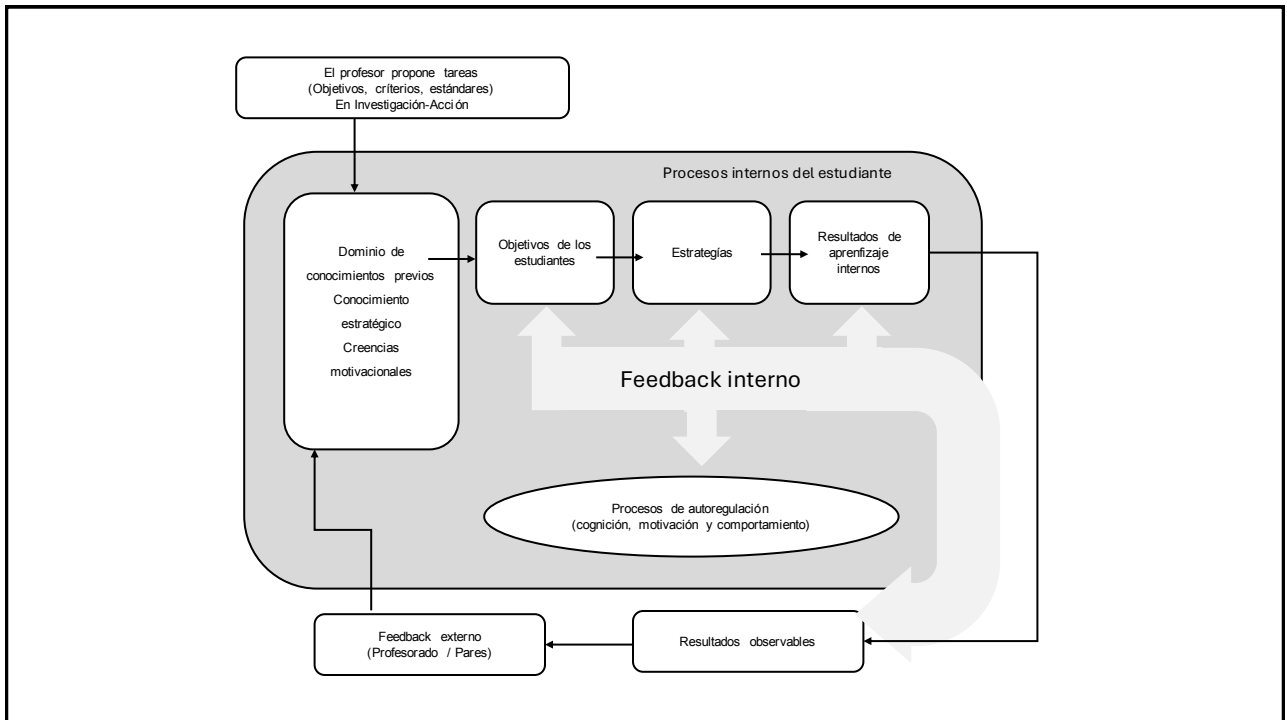 El profesor propone tareas
(Objetivos, critérios, estándares)
En Investigación-Acción
Procesos internos del estudiante
Dominio de
conocimientos previos
Conocimiento
estratégico
Creencias
motivacionales
Objetivos de los
estudiantes
Estrategías
Resultados de
aprenfizaje
internos
Feedback interno
Procesos de autoregulación
(cognición, motivación y comportamiento)
Feedback externo
(Profesorado / Pares)
Resultados observables